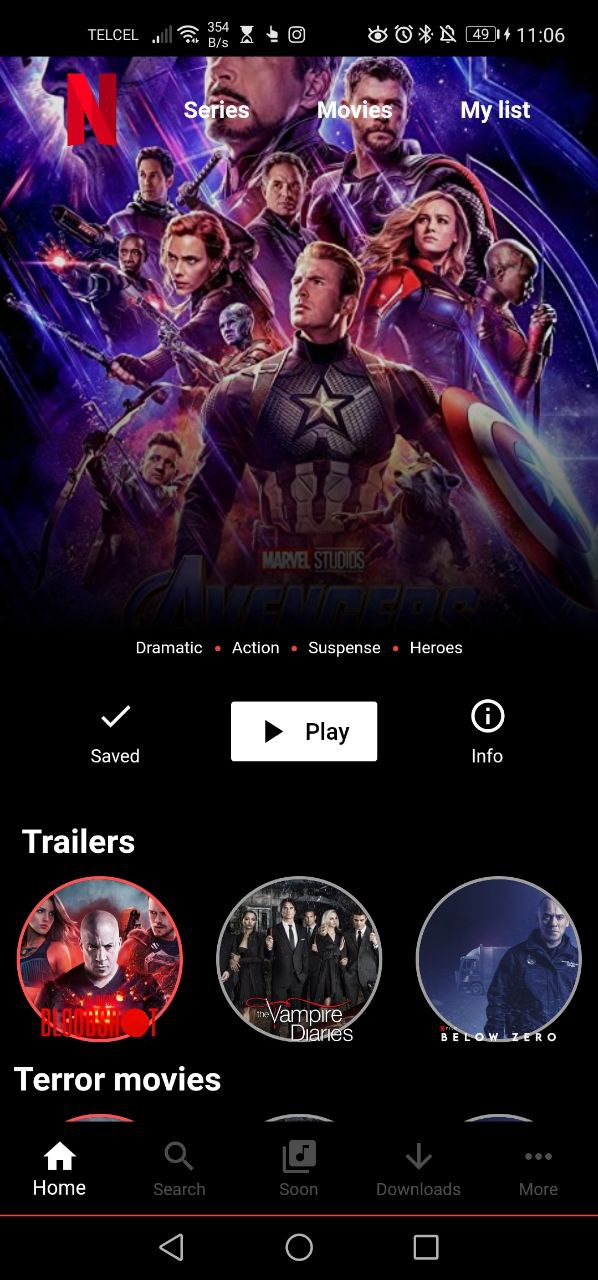 TELCEL 354 B/s 49 11:06
N Series Movies My list
MARVEL STUDIOS
AVENGERS
Dramatic • Action • Suspense • Heroes
Saved Play Info
Trailers
BLOODSHOT
the Vampire Diaries
BELOW ZERO
Terror movies
Home Search Soon Downloads More